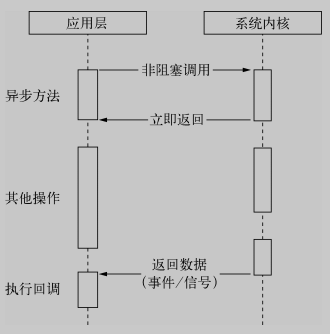 应用层
系统内核
非阻塞调用
异步方法
立即返回
其他操作
返回数据
(事件/信号)
执行回调